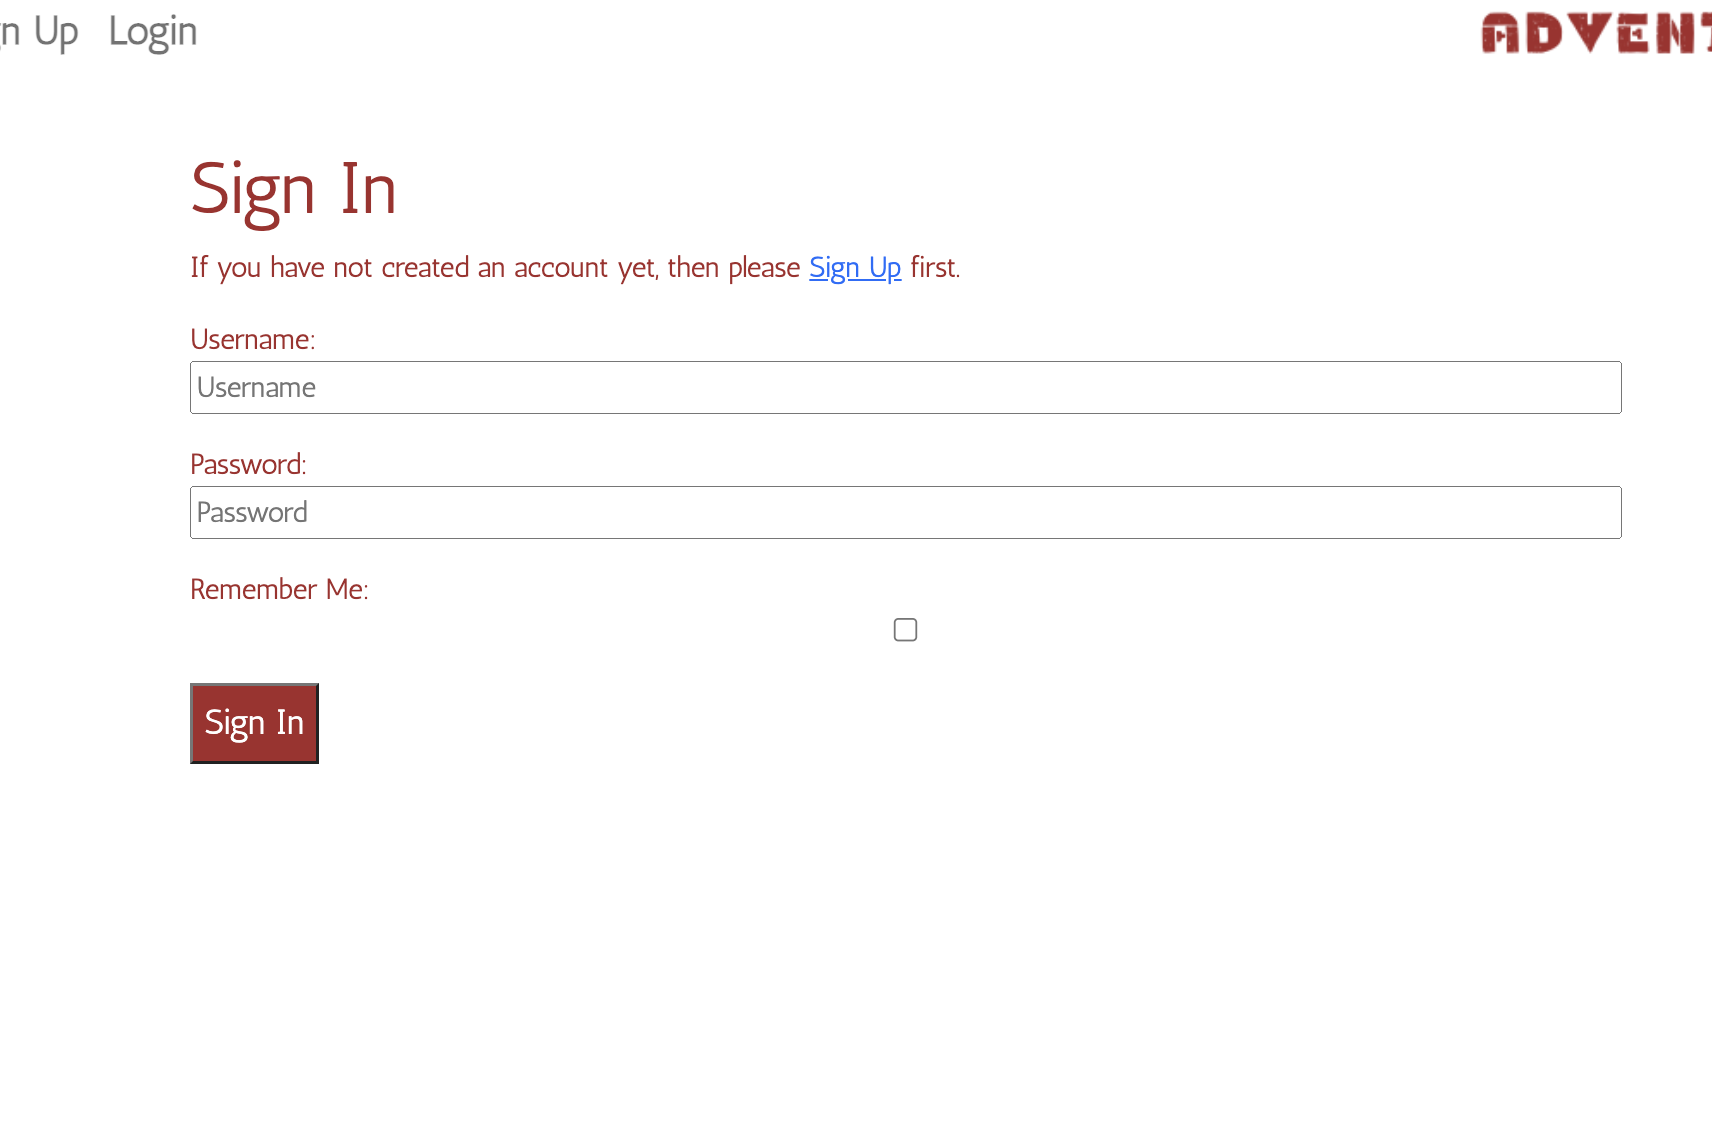 n Up Login
ADVENT
Sign In
If you have not created an account yet, then please Sign Up first.
Username:
Username
Password:
Password
Remember Me:
Sign In